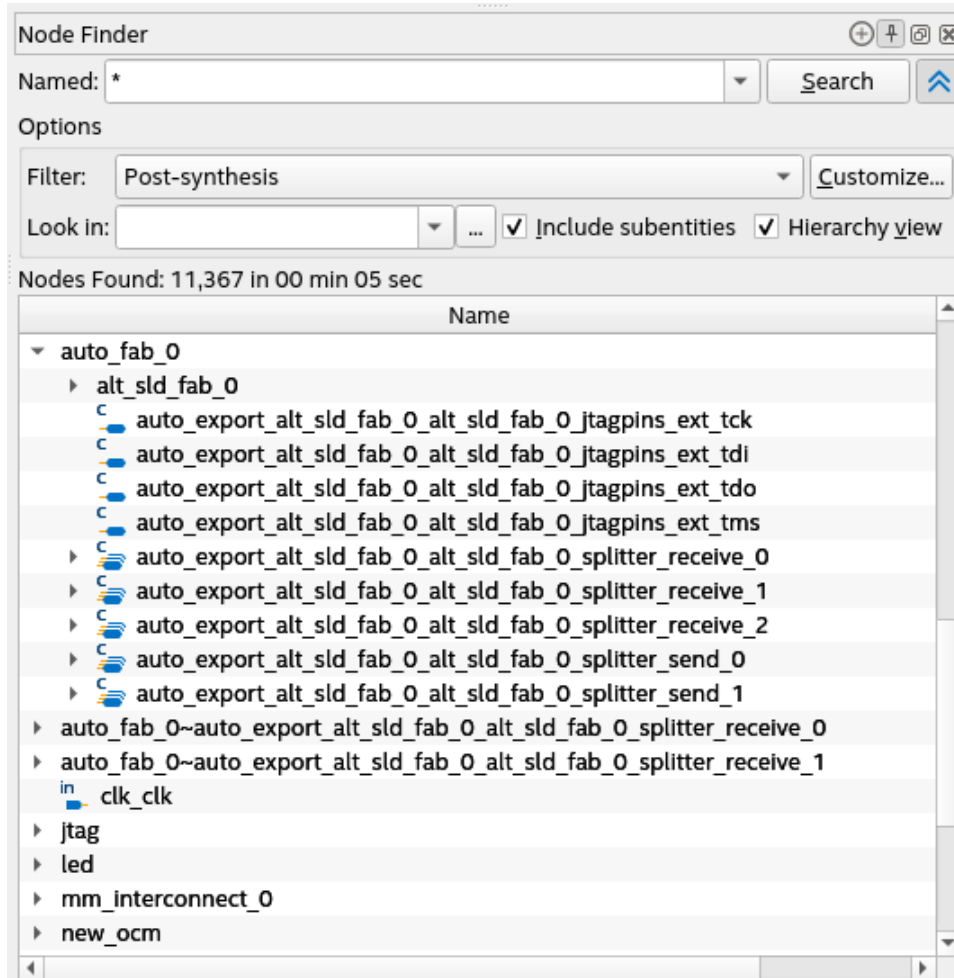 Node Finder
Named: * Search
Options
Filter: Post-synthesis Customize...
Look in: ... Include subentities Hierarchy view
Nodes Found: 11,367 in 00 min 05 sec
Name
auto_fab_0
alt_sld_fab_0
C auto_export_alt_sld_fab_0_alt_sld_fab_0_jtagpins_ext_tck
C auto_export_alt_sld_fab_0_alt_sld_fab_0_jtagpins_ext_tdi
C auto_export_alt_sld_fab_0_alt_sld_fab_0_jtagpins_ext_tdo
C auto_export_alt_sld_fab_0_alt_sld_fab_0_jtagpins_ext_tms
C auto_export_alt_sld_fab_0_alt_sld_fab_0_splitter_receive_0
C auto_export_alt_sld_fab_0_alt_sld_fab_0_splitter_receive_1
C auto_export_alt_sld_fab_0_alt_sld_fab_0_splitter_receive_2
C auto_export_alt_sld_fab_0_alt_sld_fab_0_splitter_send_0
C auto_export_alt_sld_fab_0_alt_sld_fab_0_splitter_send_1
auto_fab_0~auto_export_alt_sld_fab_0_alt_sld_fab_0_splitter_receive_0
auto_fab_0~auto_export_alt_sld_fab_0_alt_sld_fab_0_splitter_receive_1
in clk_clk
jtag
led
mm_interconnect_0
new_ocm